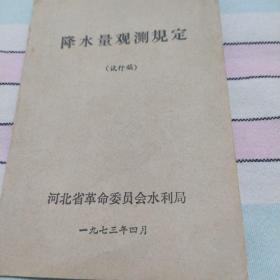 降水量观测規定
（试行稿）
河北省革命委员会水利局
一九七三年四月